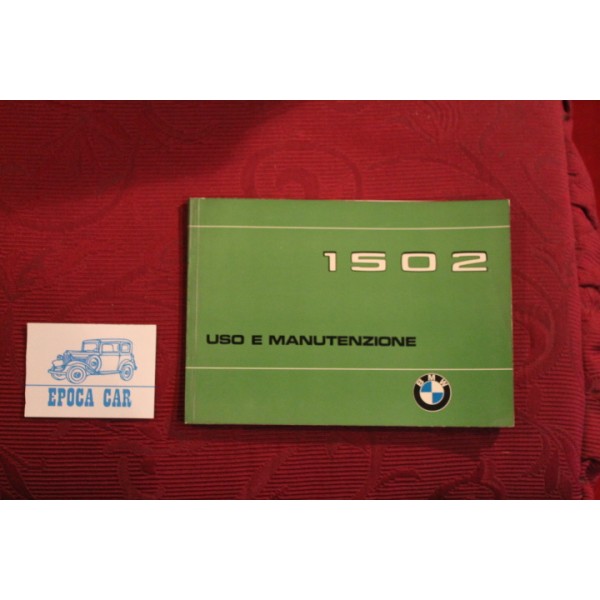 1502
USO E MANUTENZIONE
BMW
EPOCA CAR